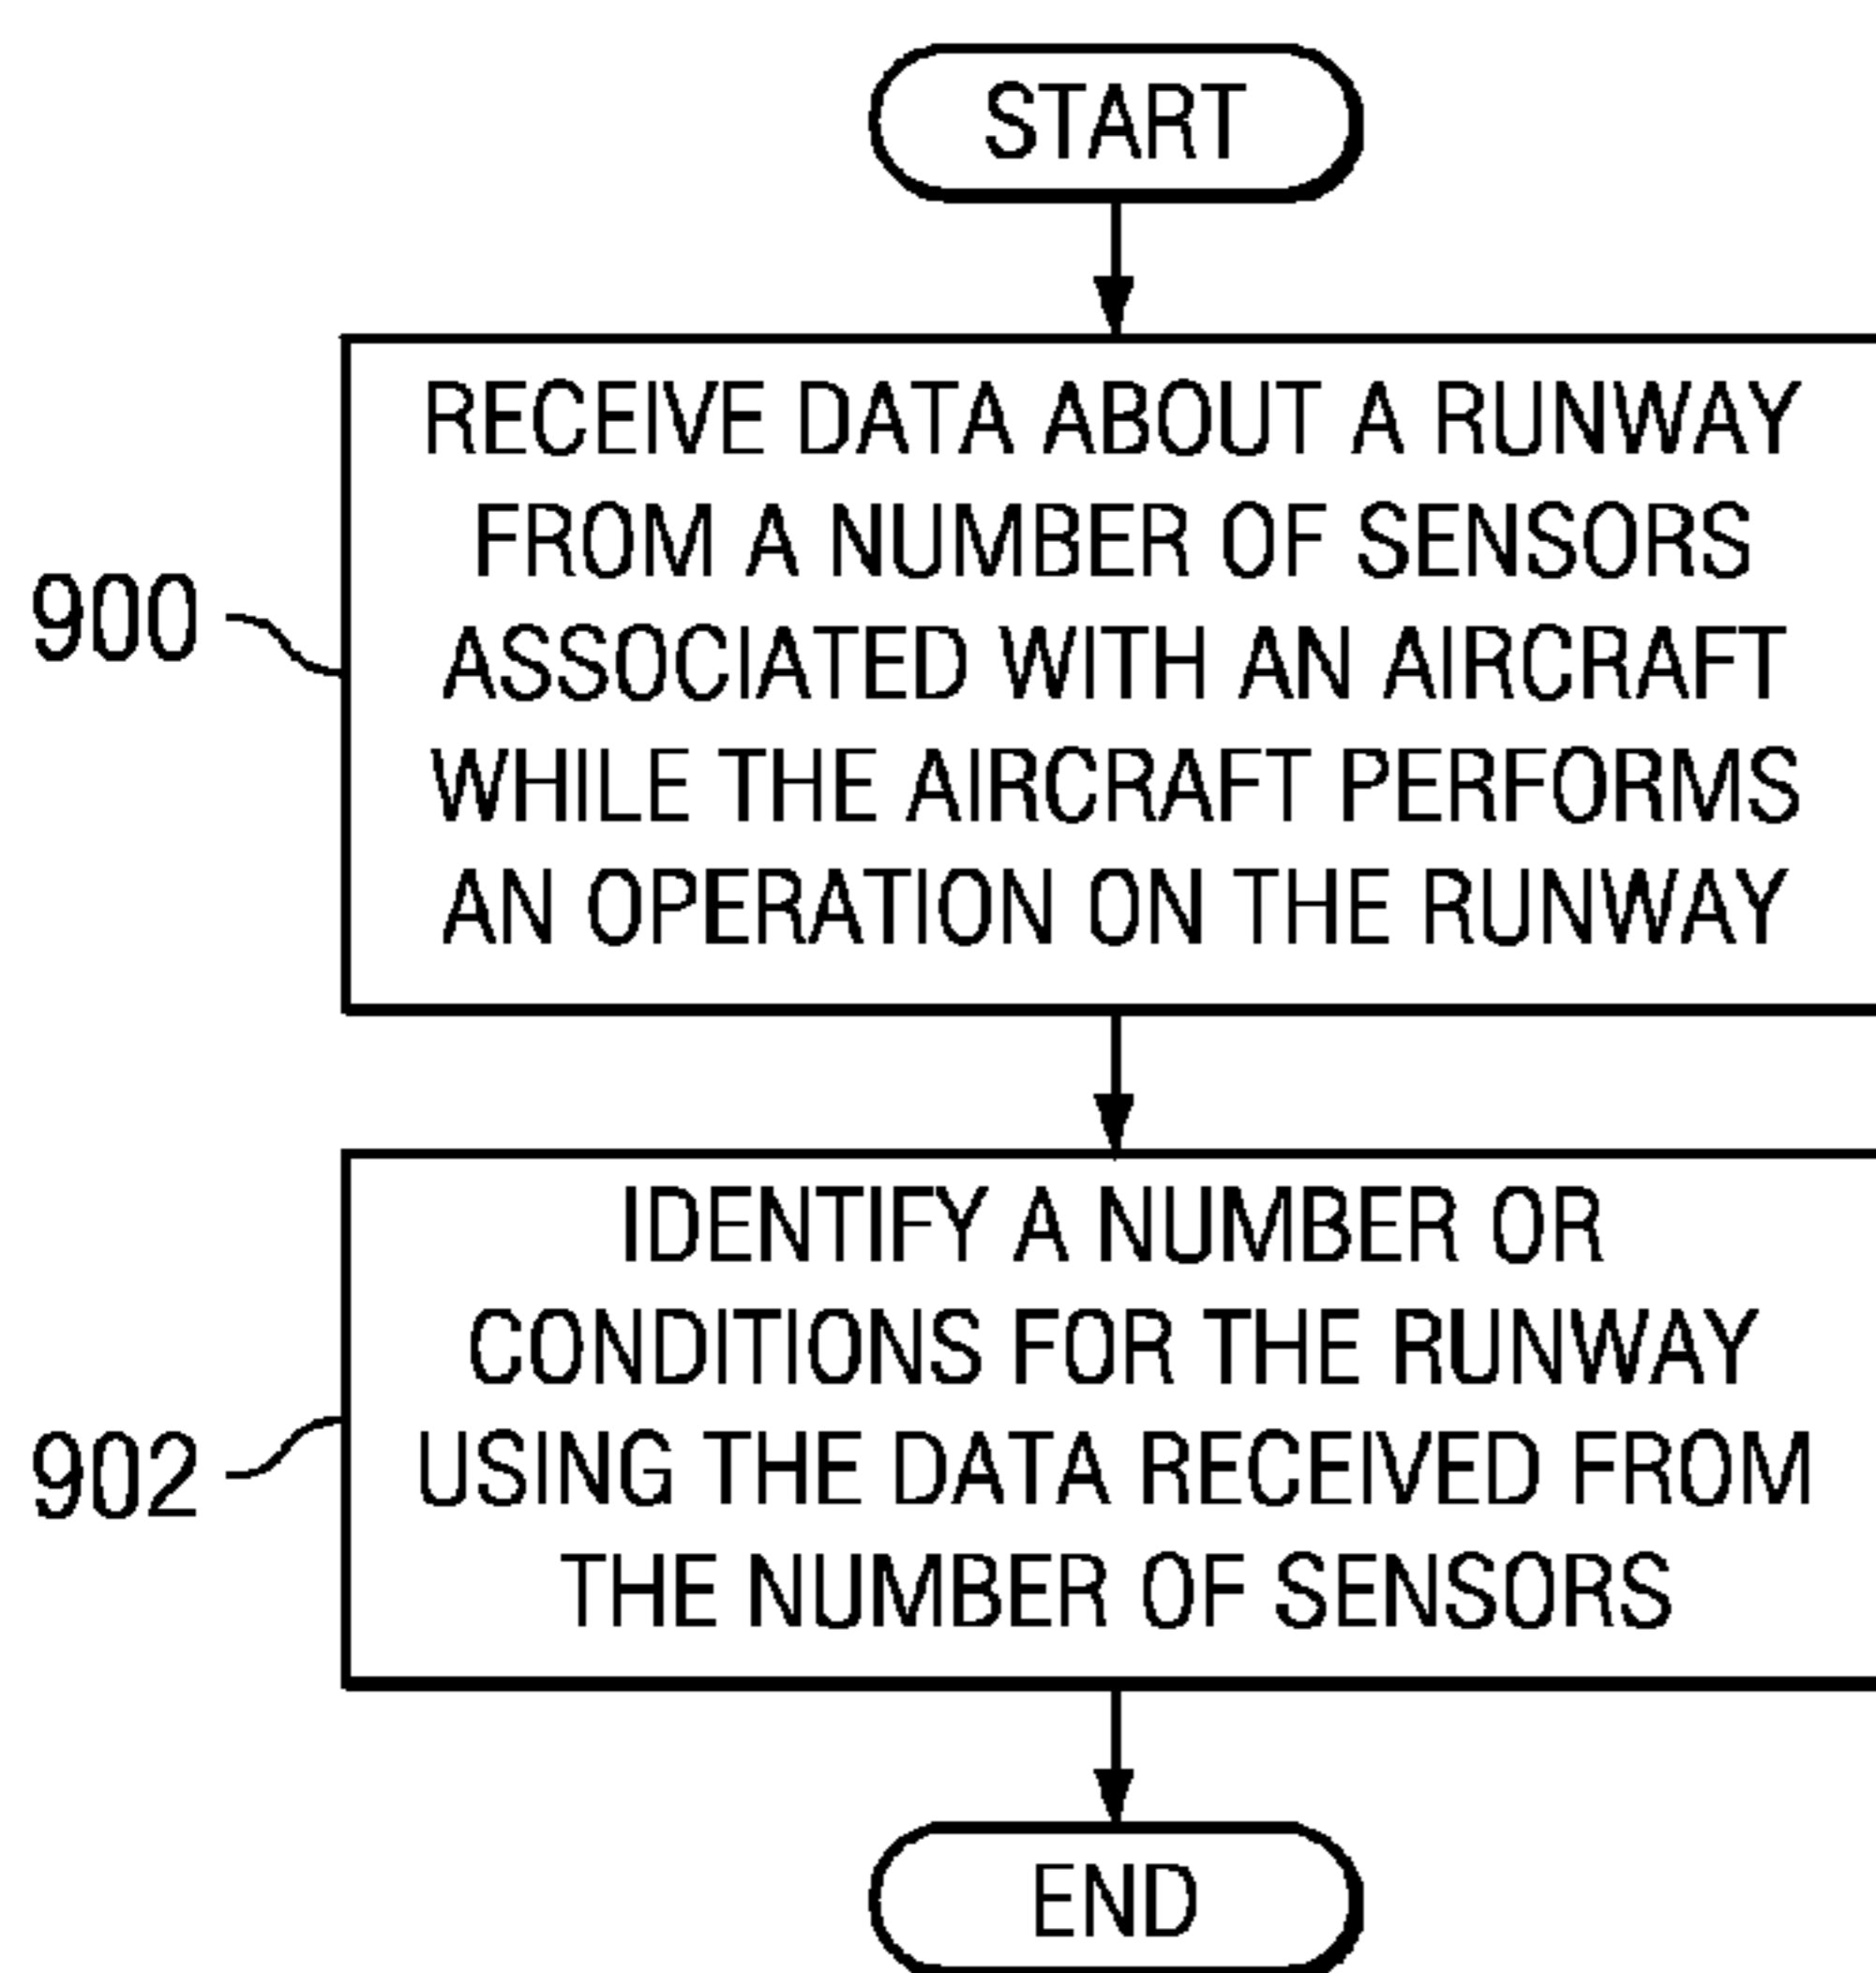 START
RECEIVE DATA ABOUT A RUNWAY
FROM A NUMBER OF SENSORS
ASSOCIATED WITH AN AIRCRAFT
WHILE THE AIRCRAFT PERFORMS
AN OPERATION ON THE RUNWAY
900
IDENTIFY A NUMBER OR
CONDITIONS FOR THE RUNWAY
USING THE DATA RECEIVED FROM
THE NUMBER OF SENSORS
902
END